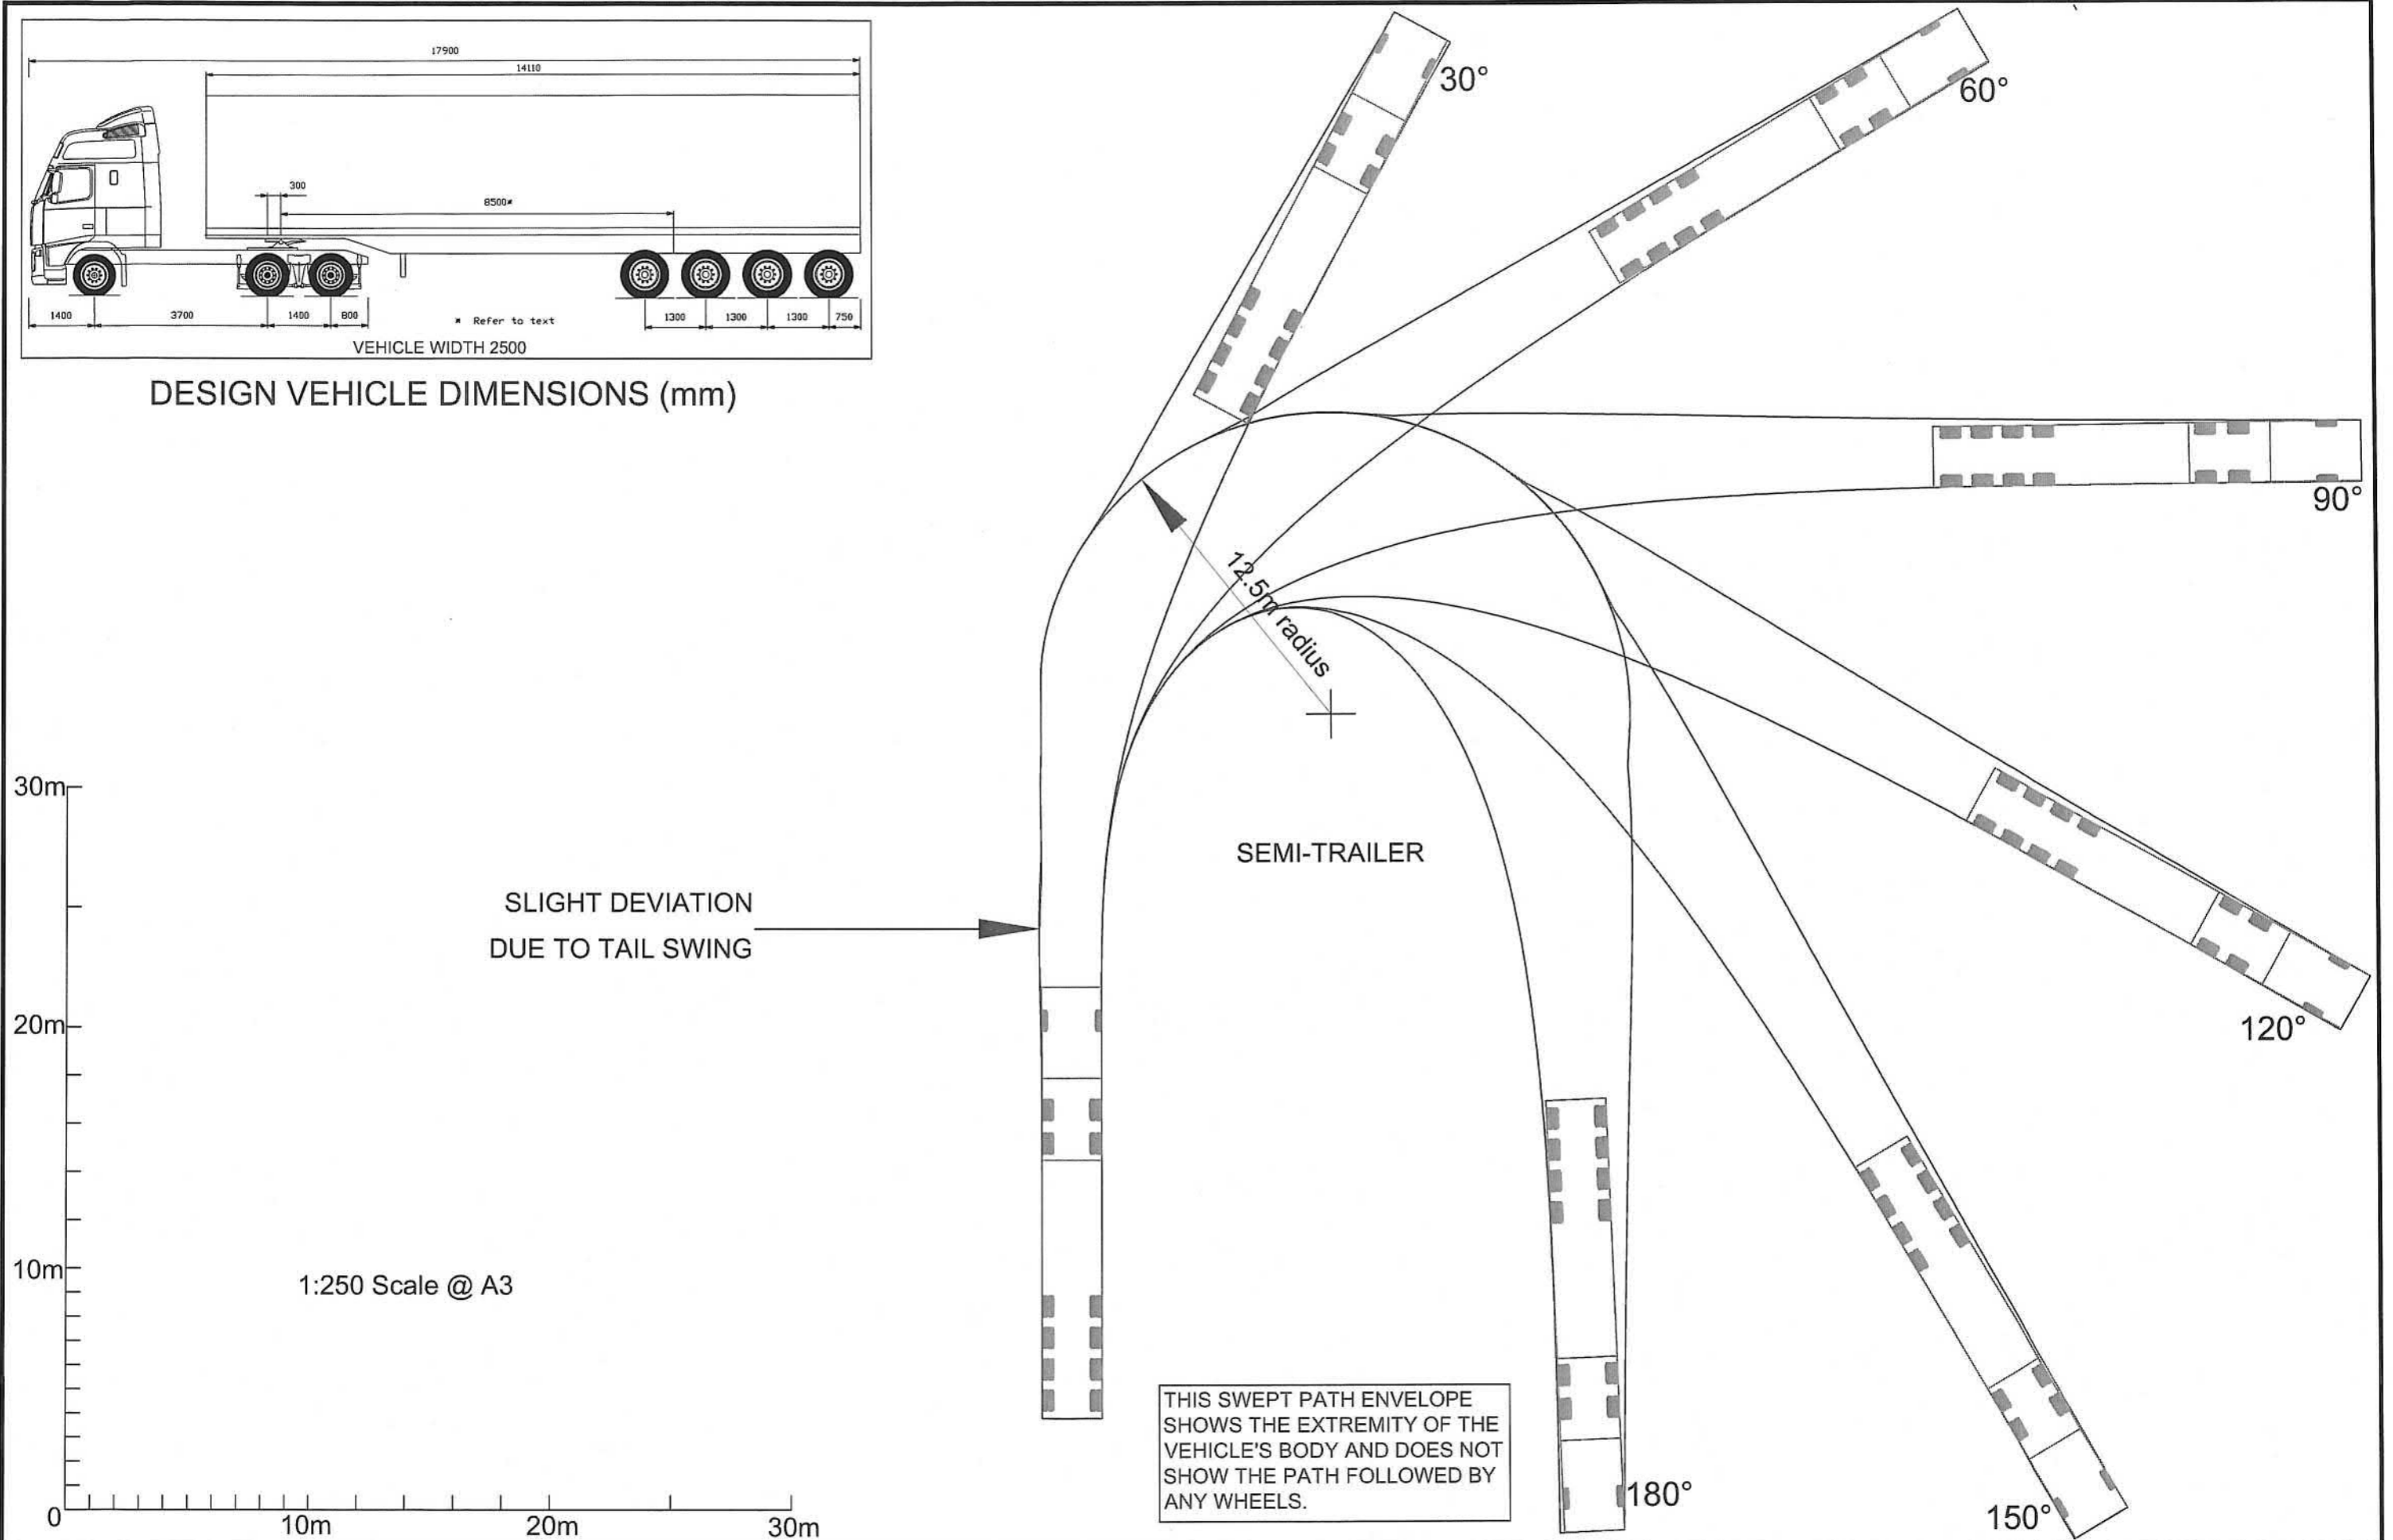 17900
14110
300
8500*
1400
3700
1400
800
* Refer to text
1300
1300
1300
750
VEHICLE WIDTH 2500
DESIGN VEHICLE DIMENSIONS (mm)
30°
60°
90°
12.5m radius
30m
SEMI-TRAILER
SLIGHT DEVIATION
DUE TO TAIL SWING
20m
120°
10m
1:250 Scale @ A3
THIS SWEPT PATH ENVELOPE
SHOWS THE EXTREMITY OF THE
VEHICLE'S BODY AND DOES NOT
SHOW THE PATH FOLLOWED BY
ANY WHEELS.
180°
150°
0
10m
20m
30m